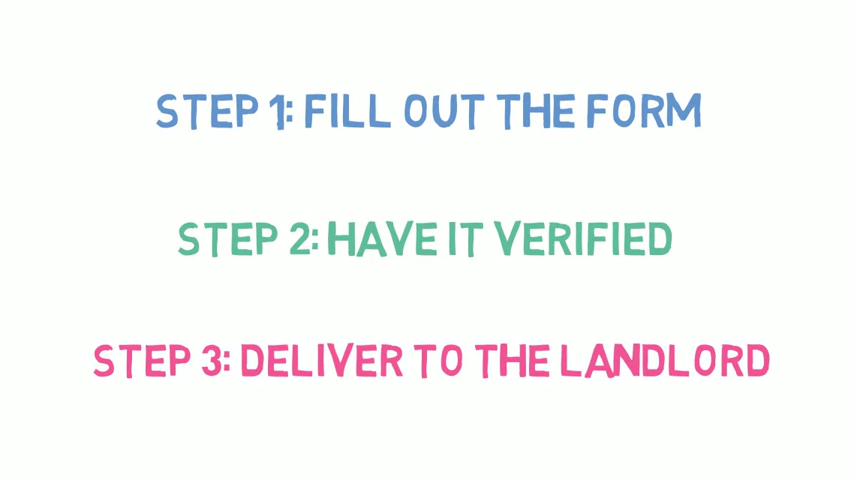 STEP 1: FILL OUT THE FORM
STEP 2: HAVE IT VERIFIED
STEP 3: DELIVER TO THE LANDLORD